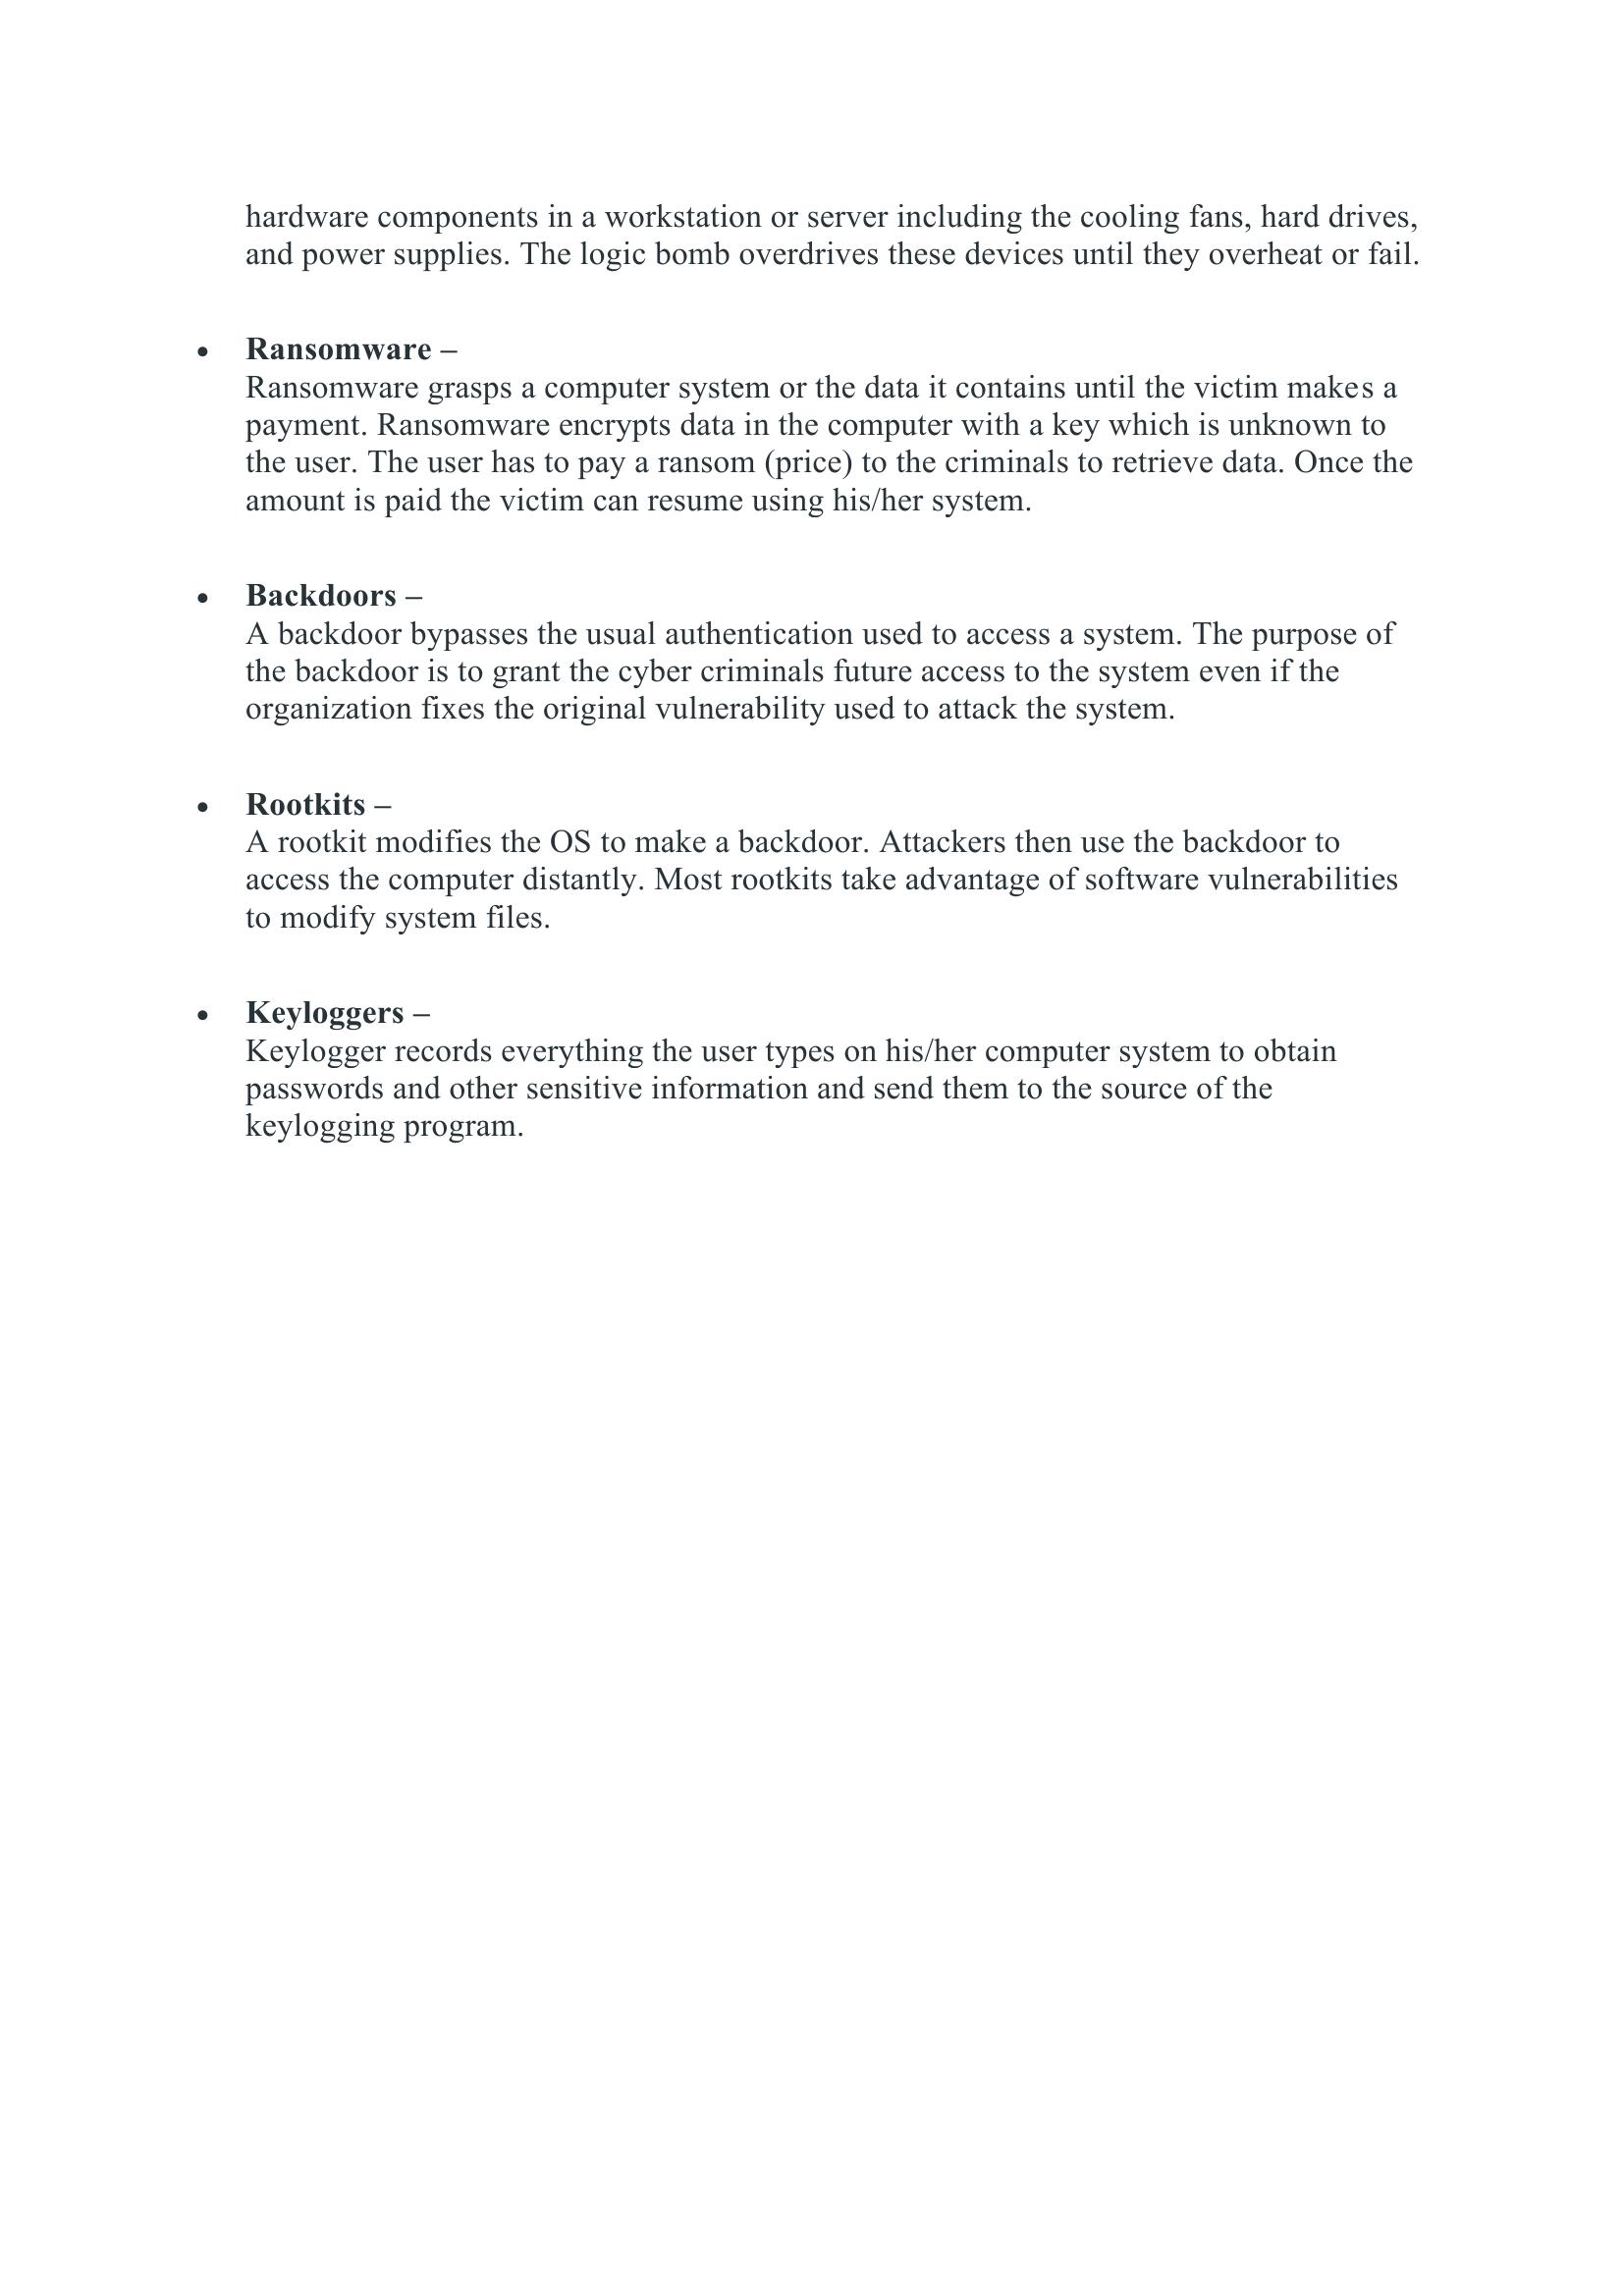 hardware components in a workstation or server including the cooling fans, hard drives,
and power supplies. The logic bomb overdrives these devices until they overheat or fail.
• Ransomware –
Ransomware grasps a computer system or the data it contains until the victim makes a
payment. Ransomware encrypts data in the computer with a key which is unknown to
the user. The user has to pay a ransom (price) to the criminals to retrieve data. Once the
amount is paid the victim can resume using his/her system.
• Backdoors –
A backdoor bypasses the usual authentication used to access a system. The purpose of
the backdoor is to grant the cyber criminals future access to the system even if the
organization fixes the original vulnerability used to attack the system.
• Rootkits –
A rootkit modifies the OS to make a backdoor. Attackers then use the backdoor to
access the computer distantly. Most rootkits take advantage of software vulnerabilities
to modify system files.
• Keyloggers –
Keylogger records everything the user types on his/her computer system to obtain
passwords and other sensitive information and send them to the source of the
keylogging program.